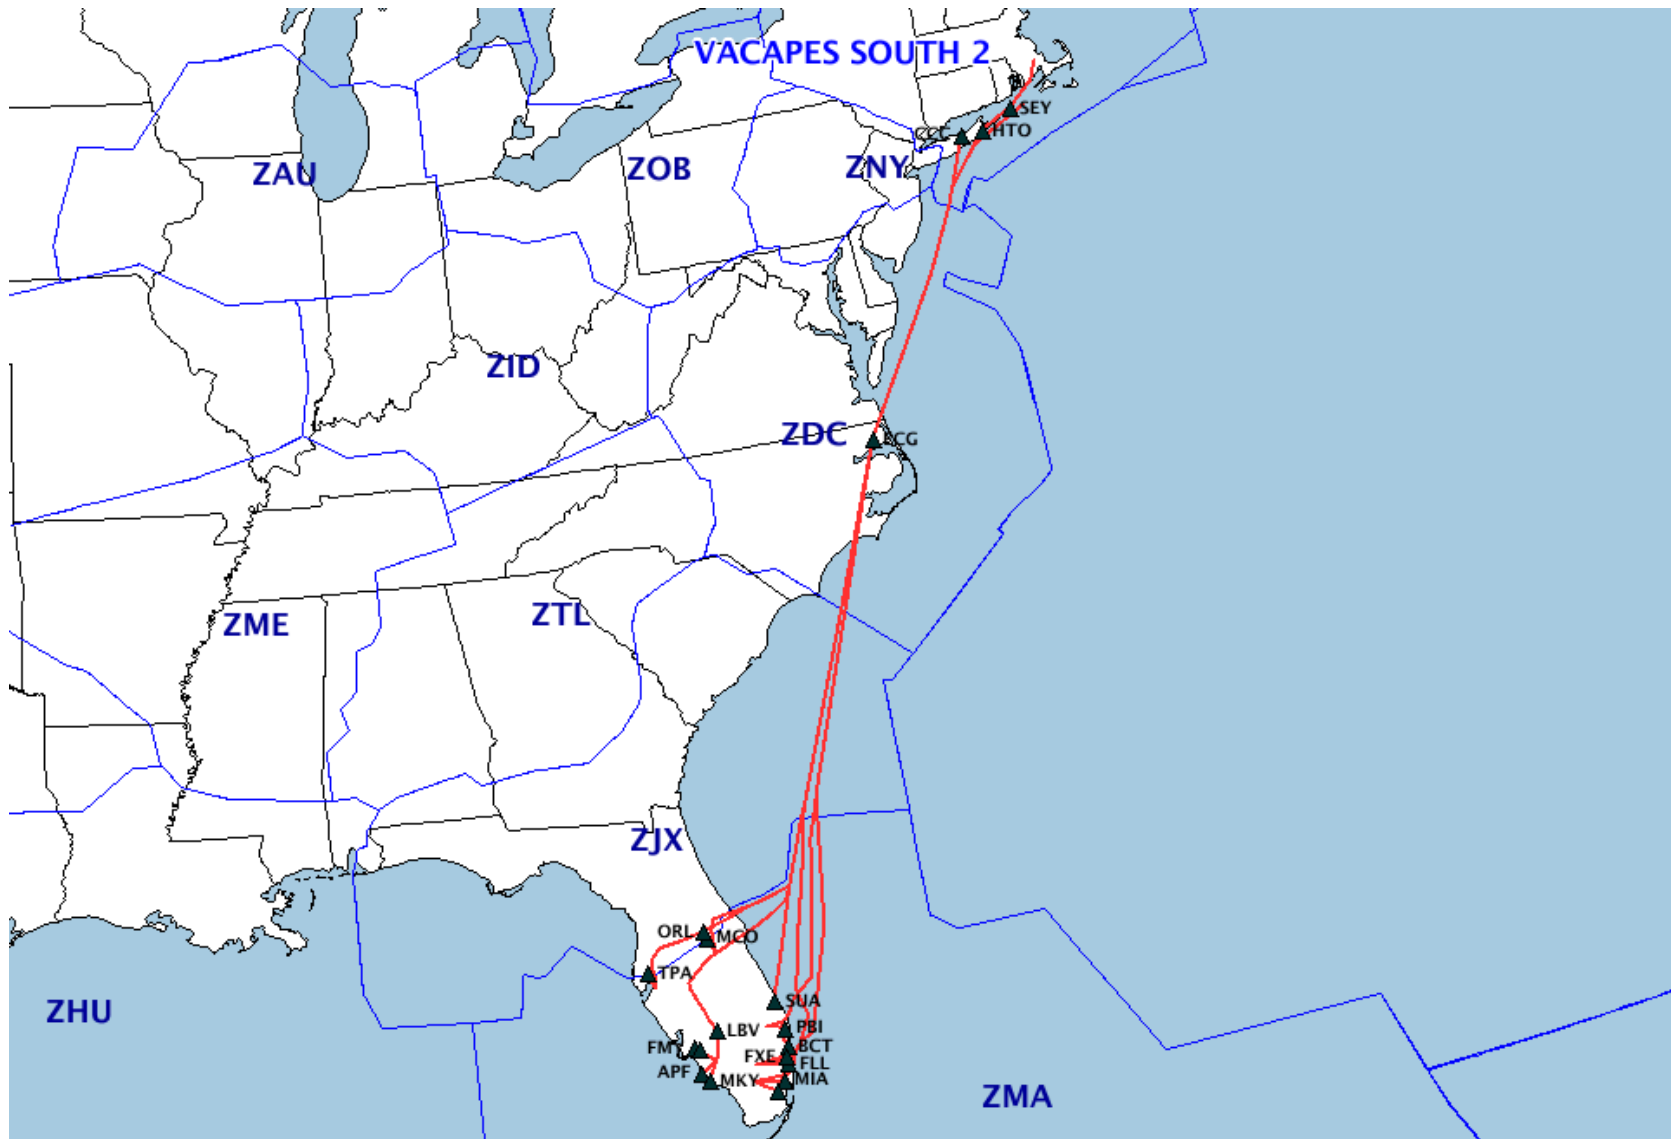 VACAPES SOUTH 2
SEY
HTO
CCC
ZAU
ZOB
ZNY
ZID
ZDC
ECG
ZME
ZTL
ZJX
ORL
MCO
TPA
SUA
ZHU
LBV
PBI
FM
BCT
FXE
FLL
APF
MKY
MIA
ZMA